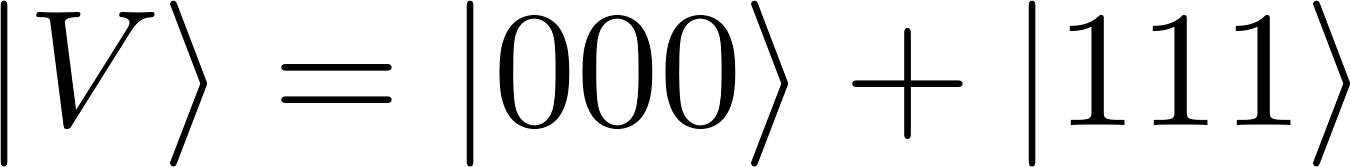 |V⟩ = |000⟩ + |111⟩